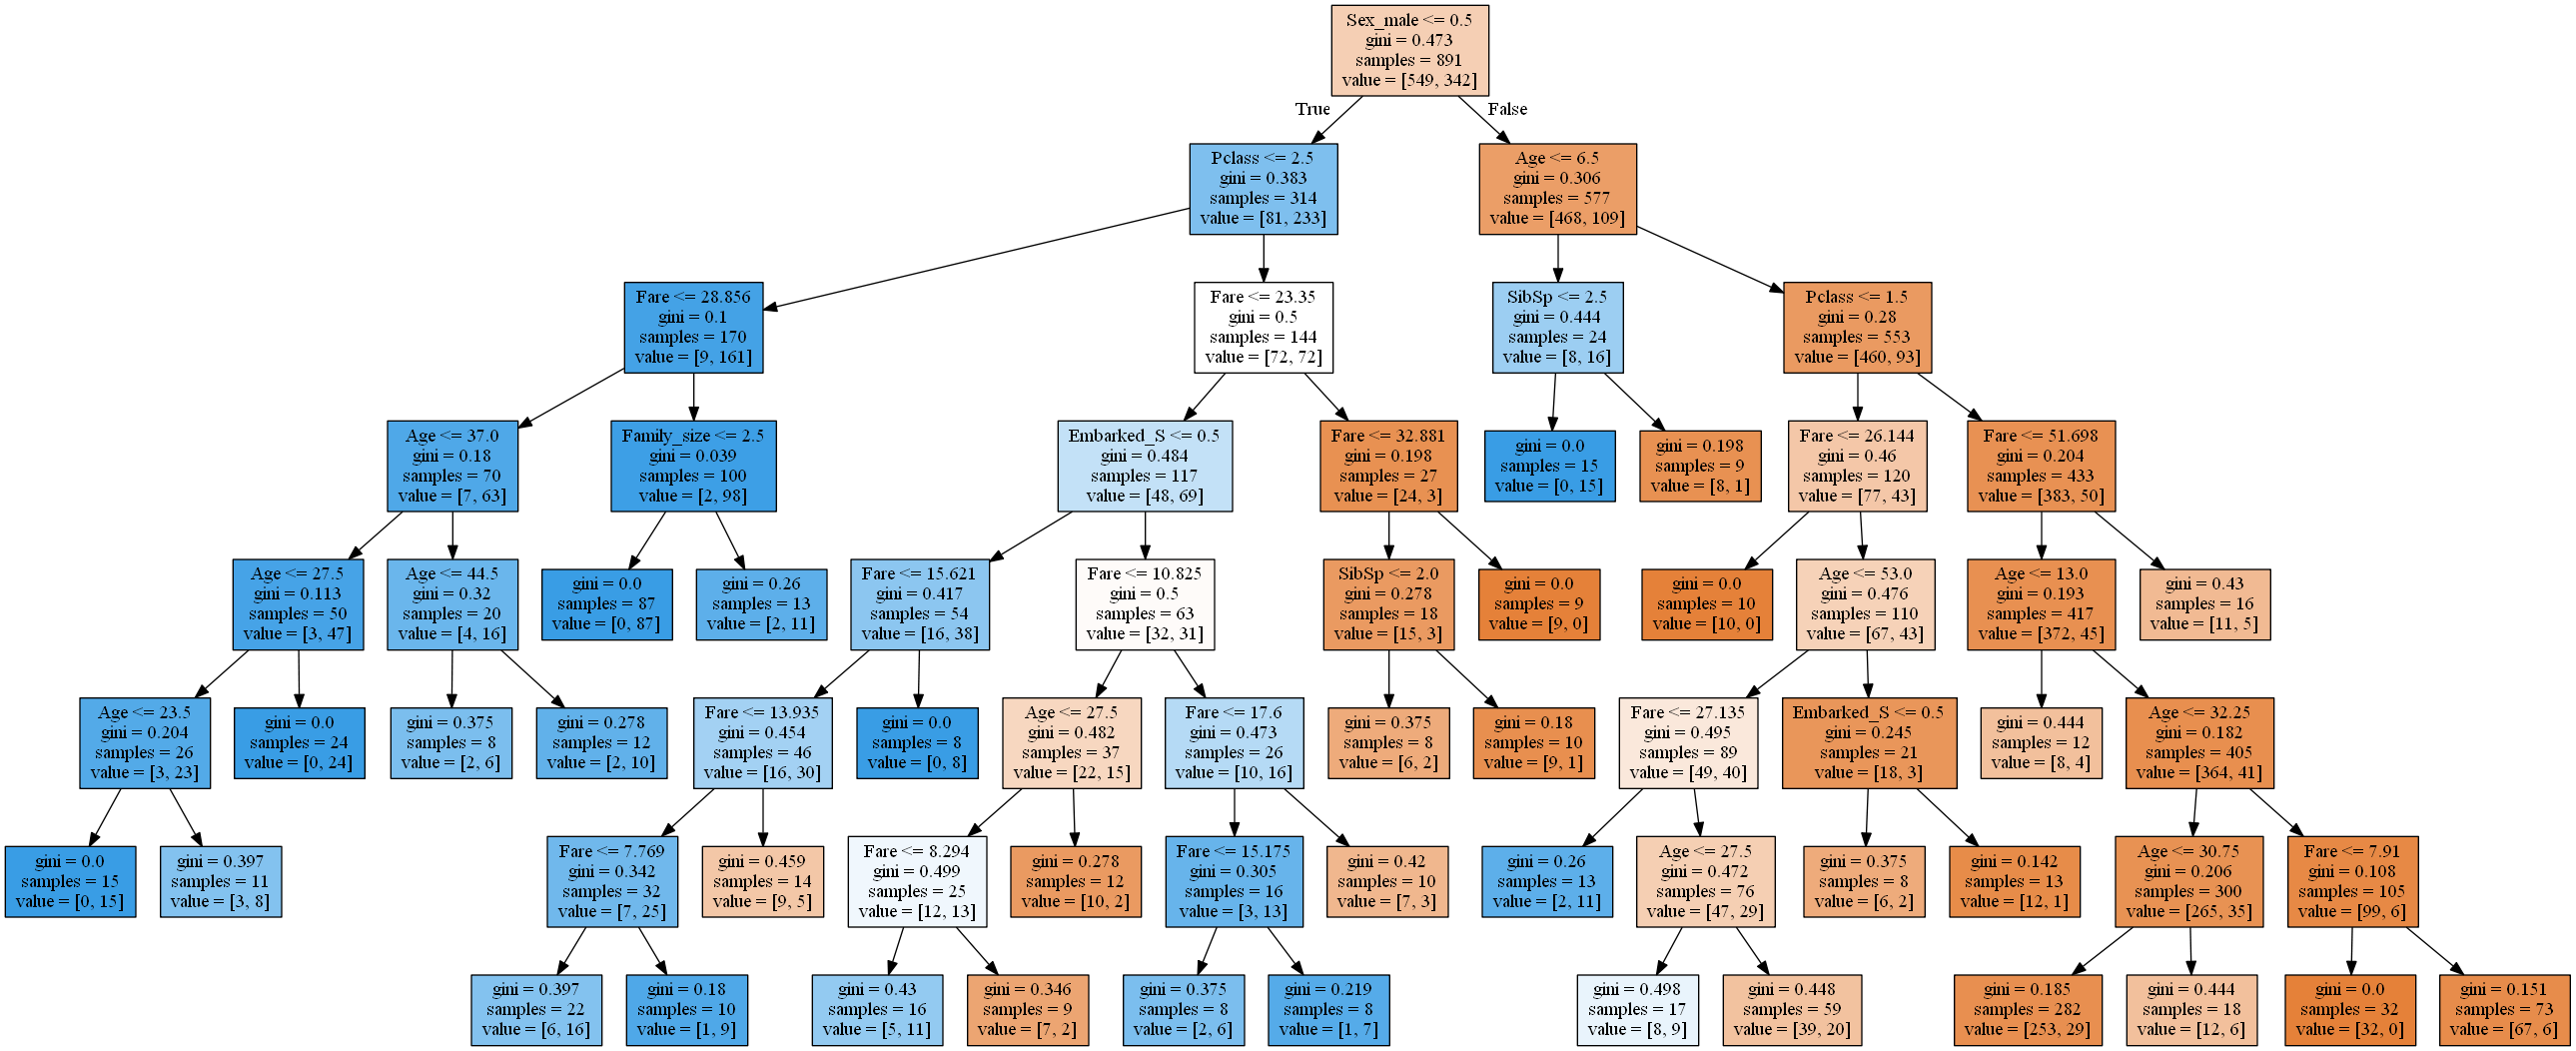 Sex_male <= 0.5
gini = 0.473
samples = 891
value = [549, 342]
True
False
Pclass <= 2.5
gini = 0.383
samples = 314
value = [81, 233]
Age <= 6.5
gini = 0.306
samples = 577
value = [468, 109]
Fare <= 28.856
gini = 0.1
samples = 170
value = [9, 161]
Fare <= 23.35
gini = 0.5
samples = 144
value = [72, 72]
SibSp <= 2.5
gini = 0.444
samples = 24
value = [8, 16]
Pclass <= 1.5
gini = 0.28
samples = 553
value = [460, 93]
Age <= 37.0
gini = 0.18
samples = 70
value = [7, 63]
Family_size <= 2.5
gini = 0.039
samples = 100
value = [2, 98]
Embarked_S <= 0.5
gini = 0.484
samples = 117
value = [48, 69]
Fare <= 32.881
gini = 0.198
samples = 27
value = [24, 3]
gini = 0.0
samples = 15
value = [0, 15]
gini = 0.198
samples = 9
value = [8, 1]
Fare <= 26.144
gini = 0.46
samples = 120
value = [77, 43]
Fare <= 51.698
gini = 0.204
samples = 433
value = [383, 50]
Age <= 27.5
gini = 0.113
samples = 50
value = [3, 47]
Age <= 44.5
gini = 0.32
samples = 20
value = [4, 16]
gini = 0.0
samples = 87
value = [0, 87]
gini = 0.26
samples = 13
value = [2, 11]
Fare <= 15.621
gini = 0.417
samples = 54
value = [16, 38]
Fare <= 10.825
gini = 0.5
samples = 63
value = [32, 31]
SibSp <= 2.0
gini = 0.278
samples = 18
value = [15, 3]
gini = 0.0
samples = 9
value = [9, 0]
gini = 0.0
samples = 10
value = [10, 0]
Age <= 53.0
gini = 0.476
samples = 110
value = [67, 43]
Age <= 13.0
gini = 0.193
samples = 417
value = [372, 45]
gini = 0.43
samples = 16
value = [11, 5]
Age <= 23.5
gini = 0.204
samples = 26
value = [3, 23]
gini = 0.0
samples = 24
value = [0, 24]
gini = 0.375
samples = 8
value = [2, 6]
gini = 0.278
samples = 12
value = [2, 10]
Fare <= 13.935
gini = 0.454
samples = 46
value = [16, 30]
gini = 0.0
samples = 8
value = [0, 8]
Age <= 27.5
gini = 0.482
samples = 37
value = [22, 15]
Fare <= 17.6
gini = 0.473
samples = 26
value = [10, 16]
gini = 0.375
samples = 8
value = [6, 2]
gini = 0.18
samples = 10
value = [9, 1]
Fare <= 27.135
gini = 0.495
samples = 89
value = [49, 40]
Embarked_S <= 0.5
gini = 0.245
samples = 21
value = [18, 3]
gini = 0.444
samples = 12
value = [8, 4]
Age <= 32.25
gini = 0.182
samples = 405
value = [364, 41]
gini = 0.0
samples = 15
value = [0, 15]
gini = 0.397
samples = 11
value = [3, 8]
Fare <= 7.769
gini = 0.342
samples = 32
value = [7, 25]
gini = 0.459
samples = 14
value = [9, 5]
Fare <= 8.294
gini = 0.499
samples = 25
value = [12, 13]
gini = 0.278
samples = 12
value = [10, 2]
Fare <= 15.175
gini = 0.305
samples = 16
value = [3, 13]
gini = 0.42
samples = 10
value = [7, 3]
gini = 0.26
samples = 13
value = [2, 11]
Age <= 27.5
gini = 0.472
samples = 76
value = [47, 29]
gini = 0.375
samples = 8
value = [6, 2]
gini = 0.142
samples = 13
value = [12, 1]
Age <= 30.75
gini = 0.206
samples = 300
value = [265, 35]
Fare <= 7.91
gini = 0.108
samples = 105
value = [99, 6]
gini = 0.397
samples = 22
value = [6, 16]
gini = 0.18
samples = 10
value = [1, 9]
gini = 0.43
samples = 16
value = [5, 11]
gini = 0.346
samples = 9
value = [7, 2]
gini = 0.375
samples = 8
value = [2, 6]
gini = 0.219
samples = 8
value = [1, 7]
gini = 0.498
samples = 17
value = [8, 9]
gini = 0.448
samples = 59
value = [39, 20]
gini = 0.185
samples = 282
value = [253, 29]
gini = 0.444
samples = 18
value = [12, 6]
gini = 0.0
samples = 32
value = [32, 0]
gini = 0.151
samples = 73
value = [67, 6]